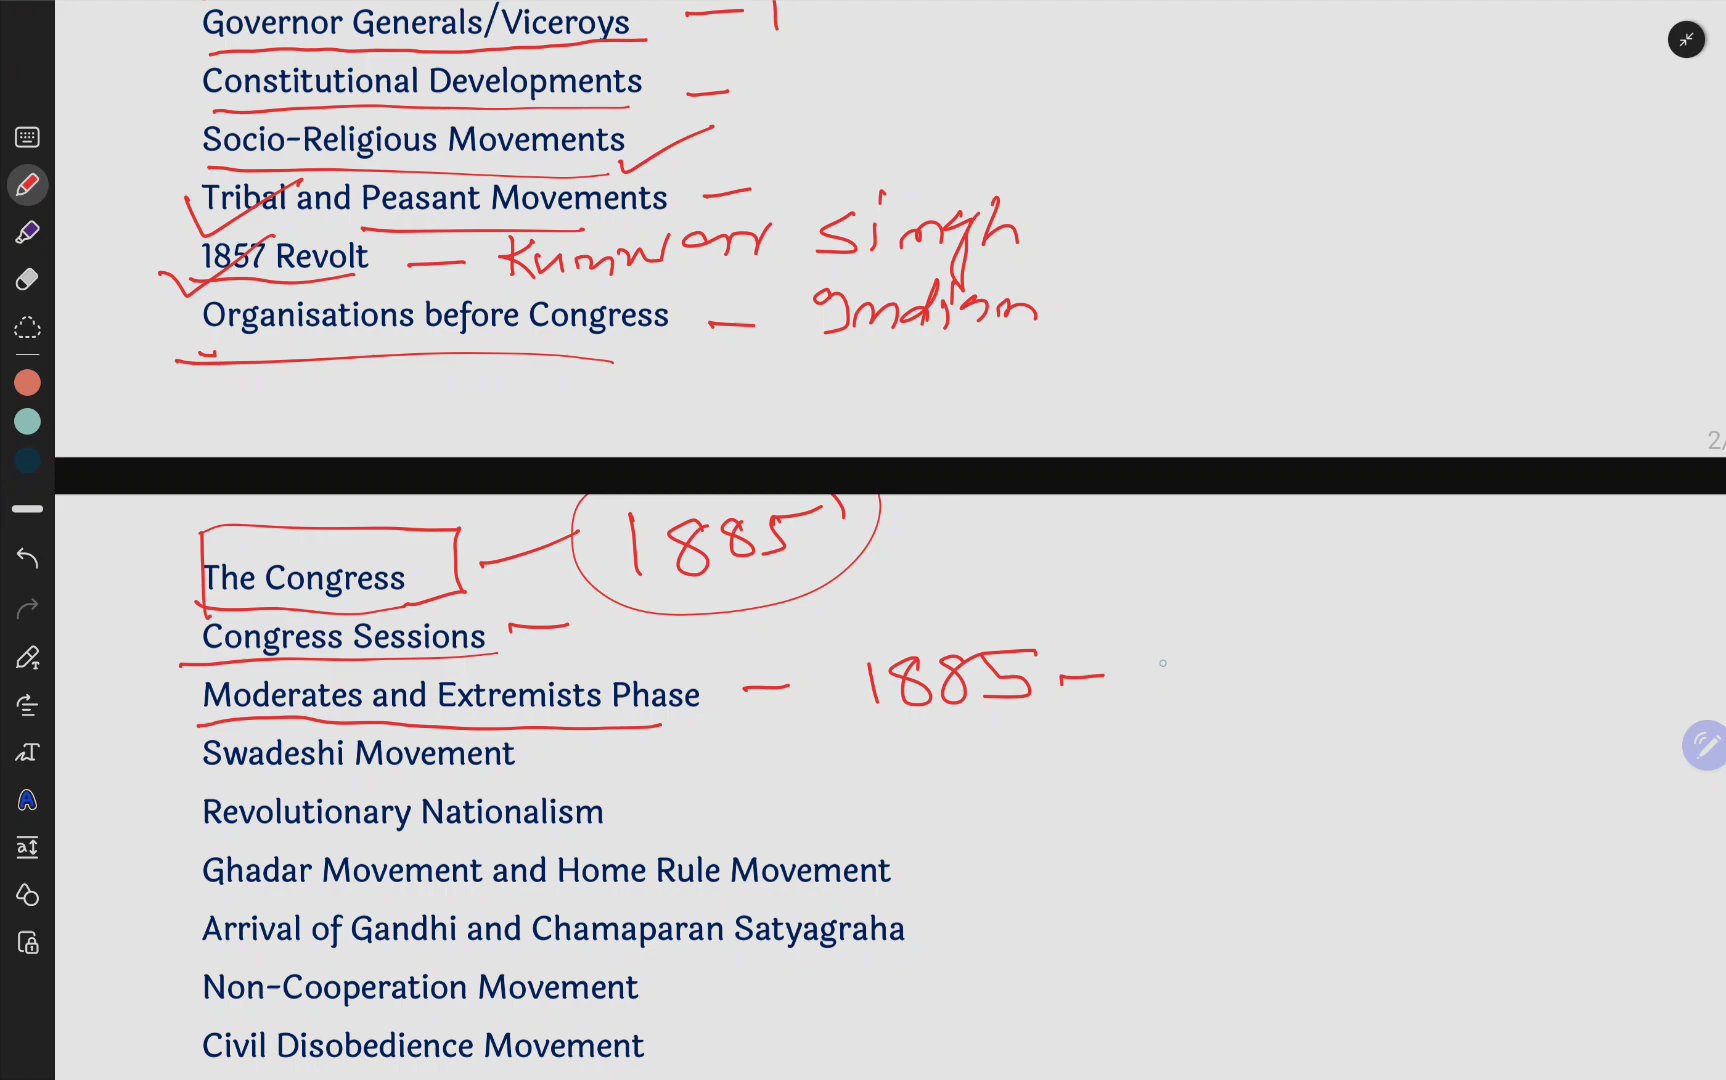 Governor Generals/Viceroys
Constitutional Developments
Socio-Religious Movements
Tribal and Peasant Movements
1857 Revolt — Kunwar Singh
Organisations before Congress — Indian
2/
The Congress — 1885
Congress Sessions —
Moderates and Extremists Phase — 1885 —
Swadeshi Movement
Revolutionary Nationalism
Ghadar Movement and Home Rule Movement
Arrival of Gandhi and Chamaparan Satyagraha
Non-Cooperation Movement
Civil Disobedience Movement